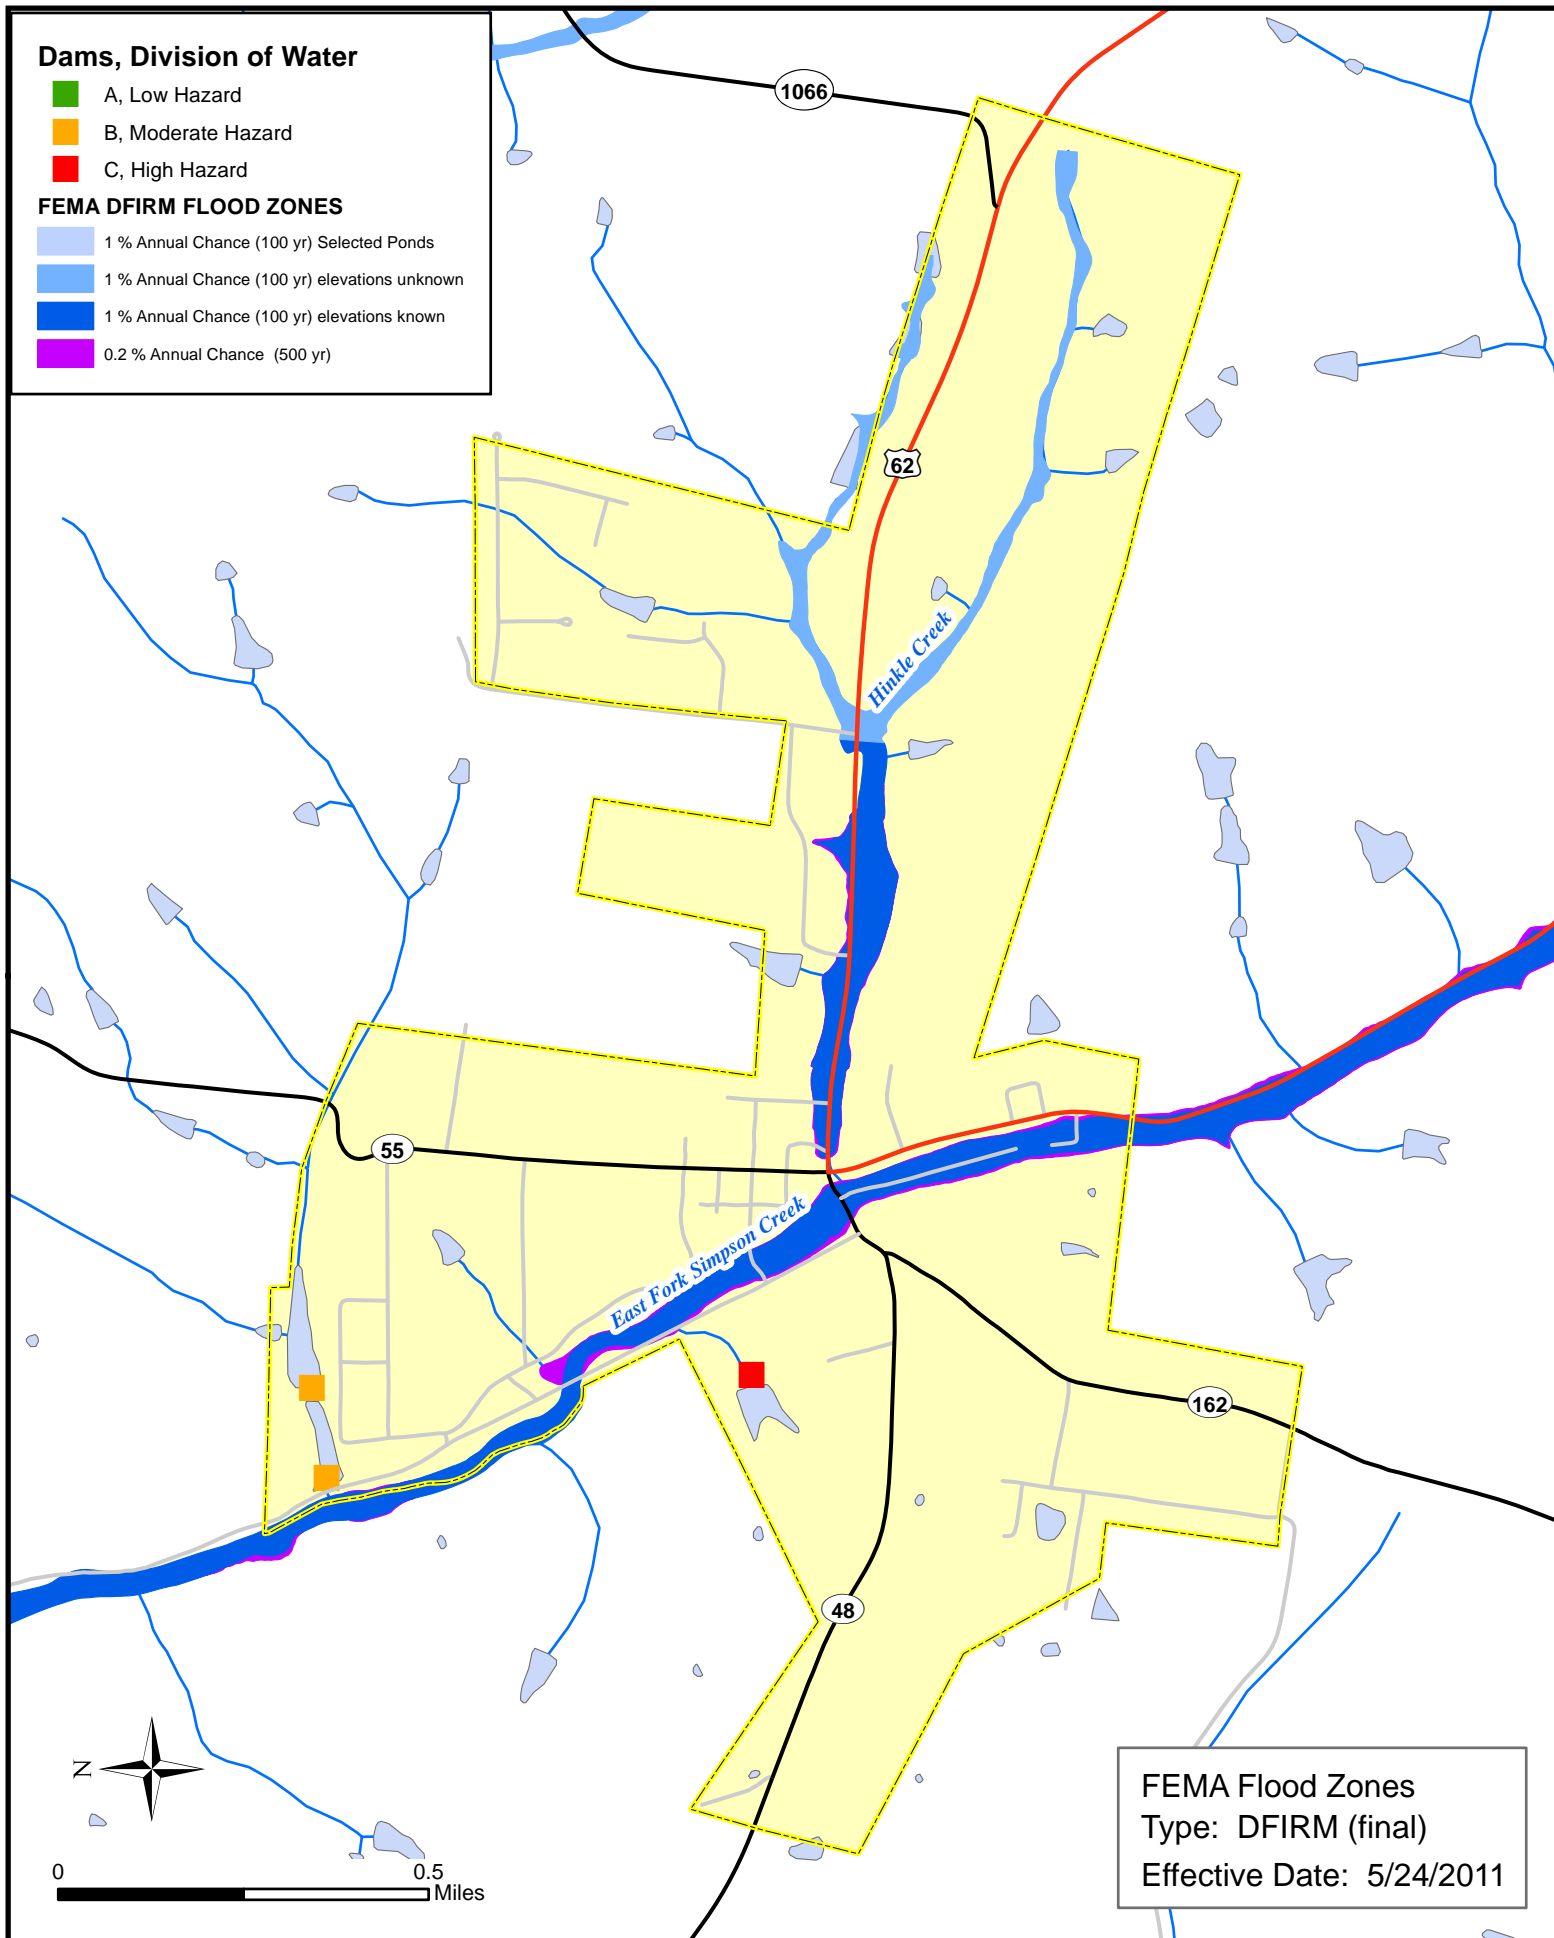 Dams, Division of Water
A, Low Hazard
B, Moderate Hazard
C, High Hazard
FEMA DFIRM FLOOD ZONES
1 % Annual Chance (100 yr) Selected Ponds
1 % Annual Chance (100 yr) elevations unknown
1 % Annual Chance (100 yr) elevations known
0.2 % Annual Chance  (500 yr)
1066
62
Hinkle Creek
55
East Fork Simpson Creek
162
48
N
0
0.5
Miles
FEMA Flood Zones
Type:  DFIRM (final)
Effective Date:  5/24/2011